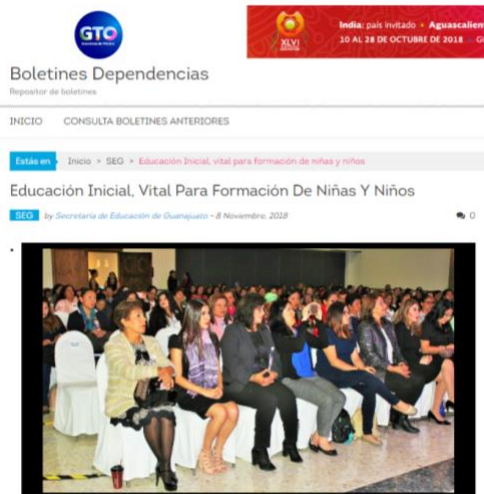 GTO
XLVI
India: país invitado • Aguascalien
10 AL 28 DE OCTUBRE DE 2018
Boletines Dependencias
Repositor de boletines
INICIO CONSULTA BOLETINES ANTERIORES
Estás en Inicio > SEG > Educación Inicial, vital para formación de niñas y niños
Educación Inicial, Vital Para Formación De Niñas Y Niños
SEG by Secretaría de Educación de Guanajuato - 8 Noviembre, 2018 0